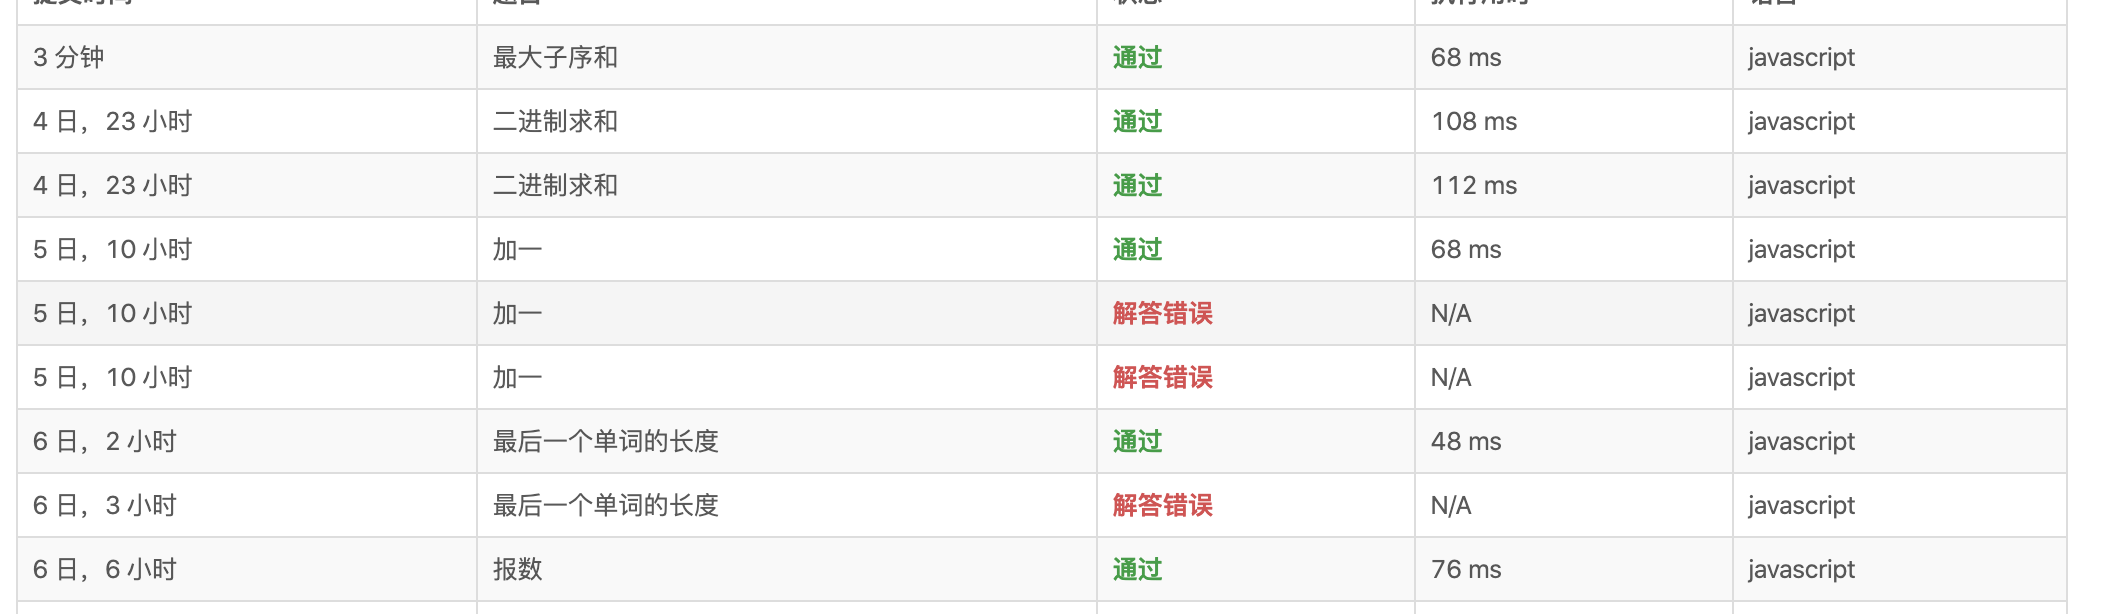 3 分钟 最大子序和 通过 68 ms javascript
4 日，23 小时 二进制求和 通过 108 ms javascript
4 日，23 小时 二进制求和 通过 112 ms javascript
5 日，10 小时 加一 通过 68 ms javascript
5 日，10 小时 加一 解答错误 N/A javascript
5 日，10 小时 加一 解答错误 N/A javascript
6 日，2 小时 最后一个单词的长度 通过 48 ms javascript
6 日，3 小时 最后一个单词的长度 解答错误 N/A javascript
6 日，6 小时 报数 通过 76 ms javascript